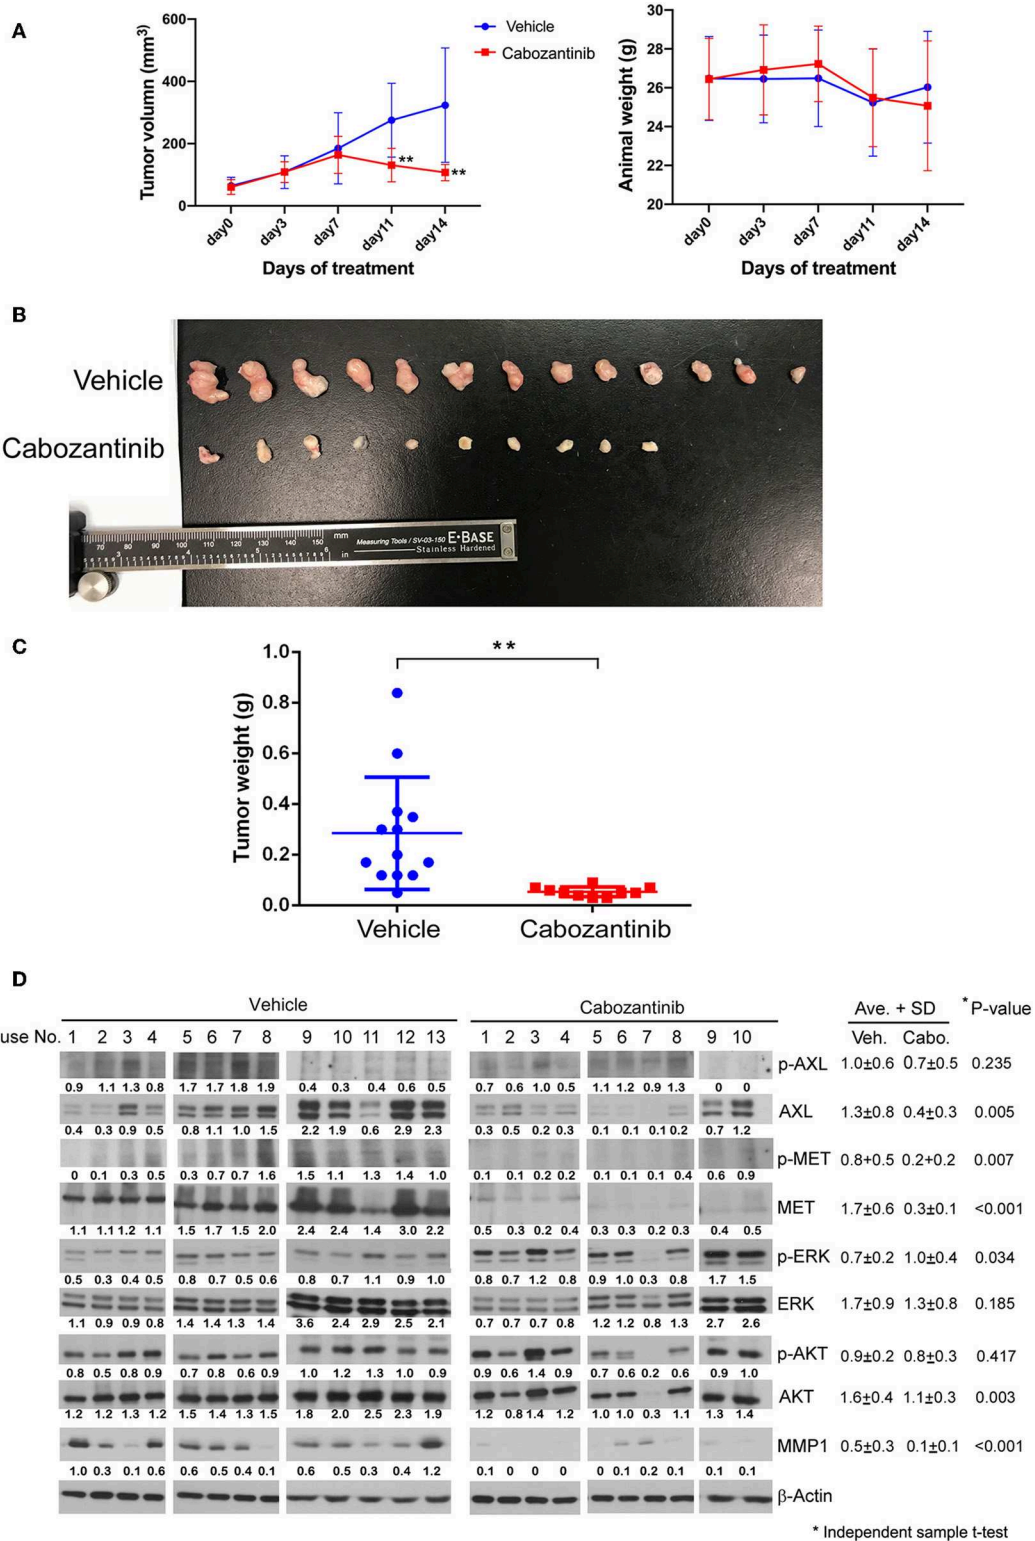 A
Tumor volumn (mm3)
600
400
200
0
day0 day3 day7 day11 day14
Days of treatment
Vehicle
Cabozantinib
**
**
Animal weight (g)
30
28
26
24
22
20
day0 day3 day7 day11 day14
Days of treatment
B
Vehicle
Cabozantinib
70 80 90 100 110 120 130 140 150 mm
Measuring Tools / SV-03-150 E·BASE
Stainless Hardened
3 4 5 6 in
C
Tumor weight (g)
1.0
0.8
0.6
0.4
0.2
0.0
**
Vehicle Cabozantinib
D
Vehicle Cabozantinib Ave. + SD *P-value
use No. 1 2 3 4 5 6 7 8 9 10 11 12 13 1 2 3 4 5 6 7 8 9 10 Veh. Cabo.
p-AXL 1.0±0.6 0.7±0.5 0.235
0.9 1.1 1.3 0.8 1.7 1.7 1.8 1.9 0.4 0.3 0.4 0.6 0.5 0.7 0.6 1.0 0.5 1.1 1.2 0.9 1.3 0 0
AXL 1.3±0.8 0.4±0.3 0.005
0.4 0.3 0.9 0.5 0.8 1.1 1.0 1.5 2.2 1.9 0.6 2.9 2.3 0.3 0.5 0.2 0.3 0.1 0.1 0.1 0.2 0.7 1.2
p-MET 0.8+0.5 0.2+0.2 0.007
0 0.1 0.3 0.5 0.3 0.7 0.7 1.6 1.5 1.1 1.3 1.4 1.0 0.1 0.1 0.2 0.1 0.1 0.1 0.1 0.4 0.6 0.9
MET 1.7±0.6 0.3±0.1 <0.001
1.1 1.1 1.2 1.1 1.5 1.7 1.5 2.0 2.4 2.4 1.4 3.0 2.2 0.5 0.3 0.2 0.4 0.3 0.3 0.2 0.3 0.4 0.5
p-ERK 0.7±0.2 1.0±0.4 0.034
0.5 0.3 0.4 0.5 0.8 0.7 0.5 0.6 0.8 0.7 1.1 0.9 1.0 0.8 0.7 1.2 0.8 0.9 1.0 0.3 0.8 1.7 1.5
ERK 1.7±0.9 1.3±0.8 0.185
1.1 0.9 0.9 0.8 1.4 1.4 1.3 1.4 3.6 2.4 2.9 2.5 2.1 0.7 0.7 0.7 0.8 1.2 1.2 0.8 1.3 2.7 2.6
p-AKT 0.9±0.2 0.8±0.3 0.417
0.8 0.5 0.8 0.9 0.7 0.8 0.6 0.9 1.0 1.2 1.3 1.0 0.9 0.9 0.6 1.4 0.9 0.7 0.6 0.2 0.6 0.9 1.0
AKT 1.6±0.4 1.1±0.3 0.003
1.2 1.2 1.3 1.2 1.5 1.4 1.3 1.5 1.8 2.0 2.5 2.3 1.9 1.2 0.8 1.4 1.2 1.0 1.0 0.3 1.1 1.3 1.4
MMP1 0.5±0.3 0.1±0.1 <0.001
1.0 0.3 0.1 0.6 0.6 0.5 0.4 0.1 0.6 0.5 0.3 0.4 1.2 0.1 0 0 0 0 0.1 0.2 0.1 0.1 0.1
β-Actin
* Independent sample t-test